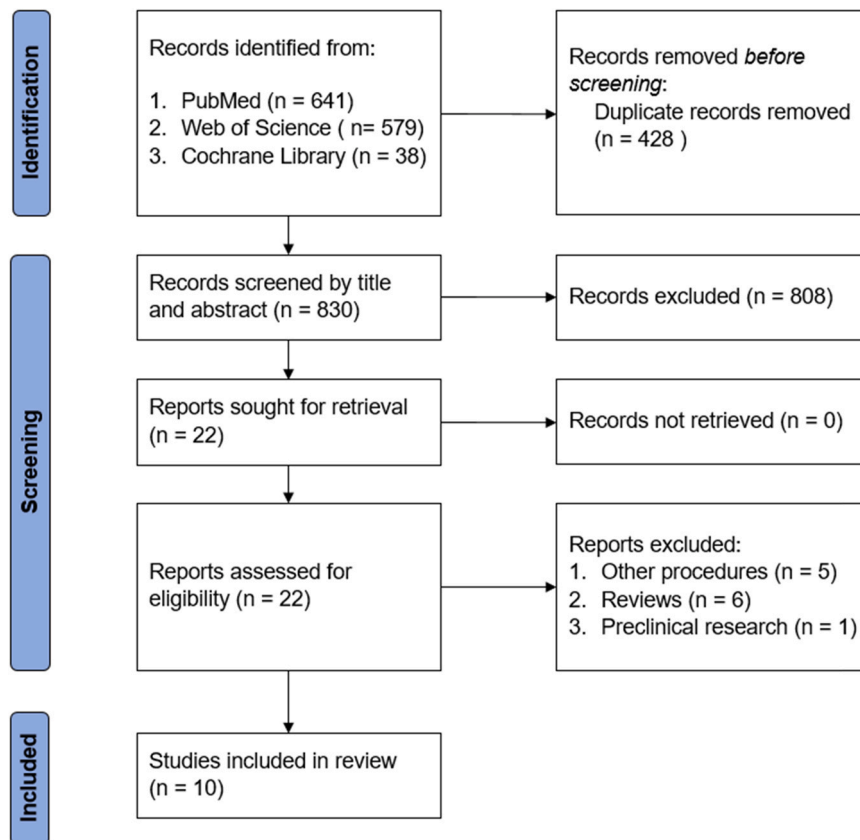 Identification
Records identified from:
1. PubMed (n = 641)
2. Web of Science ( n= 579)
3. Cochrane Library (n = 38)
Records removed before
screening:
Duplicate records removed
(n = 428 )
Screening
Records screened by title
and abstract (n = 830)
Records excluded (n = 808)
Reports sought for retrieval
(n = 22)
Records not retrieved (n = 0)
Reports assessed for
eligibility (n = 22)
Reports excluded:
1. Other procedures (n = 5)
2. Reviews (n = 6)
3. Preclinical research (n = 1)
Included
Studies included in review
(n = 10)